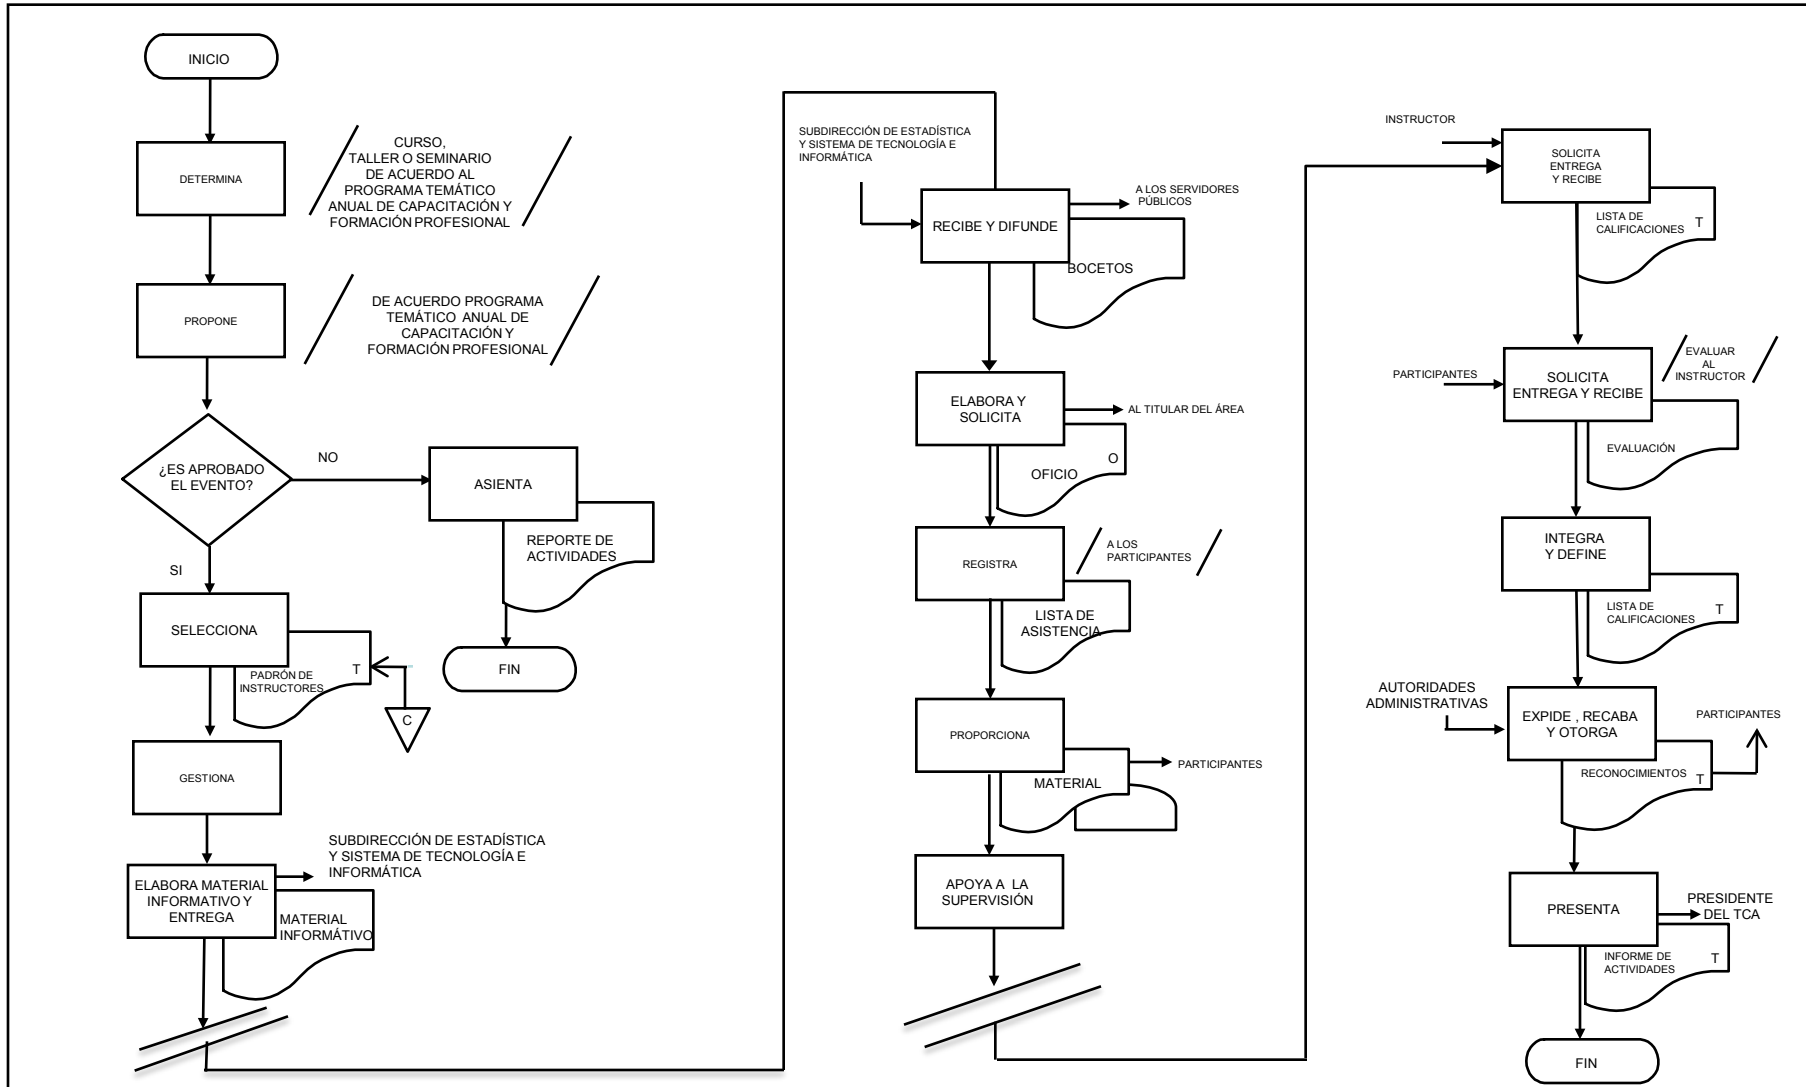 INICIO
DETERMINA
CURSO,
TALLER O SEMINARIO
DE ACUERDO AL
PROGRAMA TEMÁTICO
ANUAL DE CAPACITACIÓN Y
FORMACIÓN PROFESIONAL
PROPONE
DE ACUERDO PROGRAMA
TEMÁTICO ANUAL DE
CAPACITACIÓN Y
FORMACIÓN PROFESIONAL
¿ES APROBADO
EL EVENTO?
NO
ASIENTA
REPORTE DE
ACTIVIDADES
FIN
SI
SELECCIONA
T
PADRÓN DE
INSTRUCTORES
C
GESTIONA
ELABORA MATERIAL
INFORMATIVO Y
ENTREGA
SUBDIRECCIÓN DE ESTADÍSTICA
Y SISTEMA DE TECNOLOGÍA E
INFORMÁTICA
MATERIAL
INFORMÁTIVO
SUBDIRECCIÓN DE ESTADÍSTICA
Y SISTEMA DE TECNOLOGÍA E
INFORMÁTICA
RECIBE Y DIFUNDE
A LOS SERVIDORES
PÚBLICOS
BOCETOS
ELABORA Y
SOLICITA
AL TITULAR DEL ÁREA
O
OFICIO
REGISTRA
A LOS
PARTICIPANTES
LISTA DE
ASISTENCIA
PROPORCIONA
MATERIAL
PARTICIPANTES
APOYA A LA
SUPERVISIÓN
INSTRUCTOR
SOLICITA
ENTREGA
Y RECIBE
LISTA DE
CALIFICACIONES
T
PARTICIPANTES
SOLICITA
ENTREGA Y RECIBE
EVALUAR
AL
INSTRUCTOR
EVALUACIÓN
INTEGRA
Y DEFINE
LISTA DE
CALIFICACIONES
T
AUTORIDADES
ADMINISTRATIVAS
EXPIDE , RECABA
Y OTORGA
PARTICIPANTES
RECONOCIMIENTOS
T
PRESENTA
PRESIDENTE
DEL TCA
INFORME DE
ACTIVIDADES
T
FIN